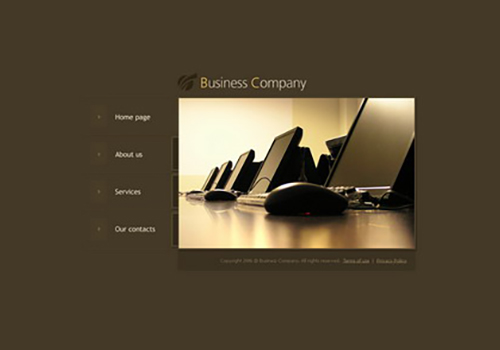 Business Company
Home page
About us
Services
Our contacts
Copyright 2006 @ Business Company. All rights reserved. Terms of use | Privacy Policy